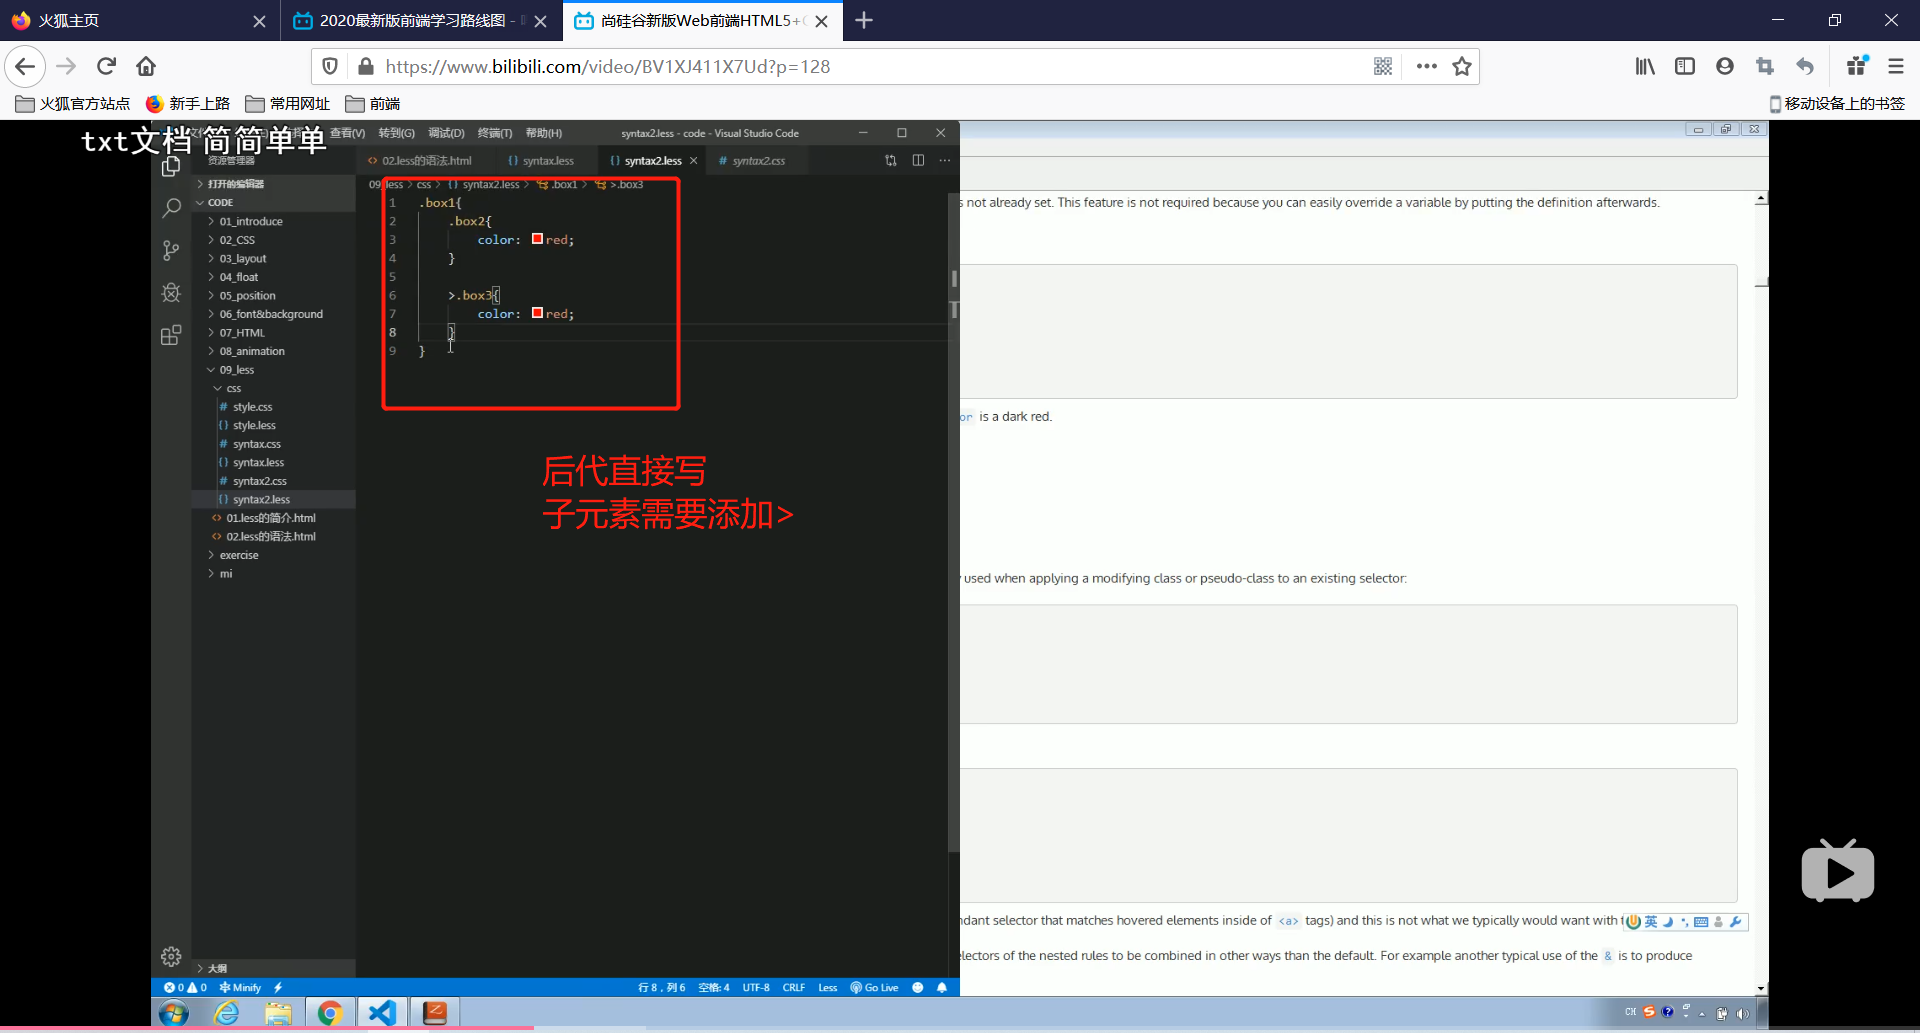 火狐主页
2020最新版前端学习路线图 -
尚硅谷新版Web前端HTML5+
https://www.bilibili.com/video/BV1XJ411X7Ud?p=128
火狐官方站点
新手上路
常用网址
前端
移动设备上的书签
txt文档 简简单单
查看(V) 转到(G) 调试(D) 终端(T) 帮助(H)
syntax2.less - code - Visual Studio Code
资源管理器
02.less的语法.html
syntax.less
syntax2.less
syntax2.css
打开的编辑器
09_less > css > {} syntax2.less > .box1 > >.box3
CODE
01_introduce
02_CSS
03_layout
04_float
05_position
06_font&background
07_HTML
08_animation
09_less
css
style.css
style.less
syntax.css
syntax.less
syntax2.css
syntax2.less
01.less的简介.html
02.less的语法.html
exercise
mi
大纲
1 .box1{
2 .box2{
3 color: red;
4 }
5
6 >.box3{
7 color: red;
8 }
9 }
后代直接写
子元素需要添加>
s not already set. This feature is not required because you can easily override a variable by putting the definition afterwards.
or is a dark red.
used when applying a modifying class or pseudo-class to an existing selector:
ndant selector that matches hovered elements inside of <a> tags) and this is not what we typically would want with
英
lectors of the nested rules to be combined in other ways than the default. For example another typical use of the & is to produce
0 0 Minify
行 8，列 6 空格: 4 UTF-8 CRLF Less Go Live
CH